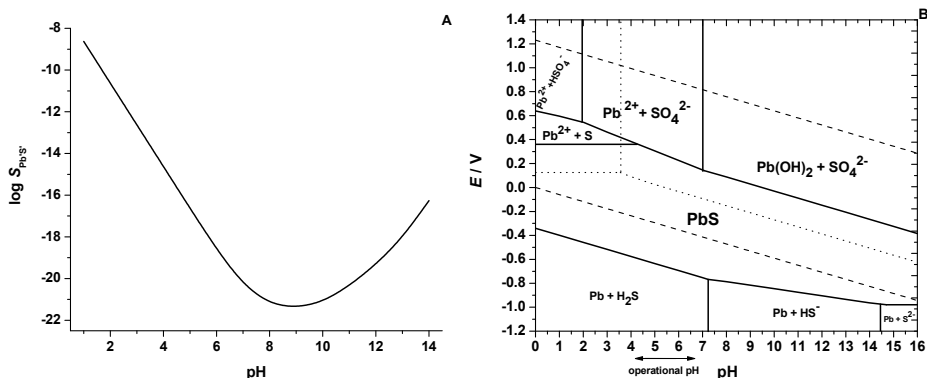 A
log S Pb'S'
-8
-10
-12
-14
-16
-18
-20
-22
2 4 6 8 10 12 14
pH
B
E / V
1.4
1.2
1.0
0.8
0.6
0.4
0.2
0.0
-0.2
-0.4
-0.6
-0.8
-1.0
-1.2
Pb2+ +HSO4-
Pb2+ + SO42-
Pb2+ + S
Pb(OH)2 + SO42-
PbS
Pb + H2S
Pb + HS-
Pb + S2-
0 1 2 3 4 5 6 7 8 9 10 11 12 13 14 15 16
operational pH
pH